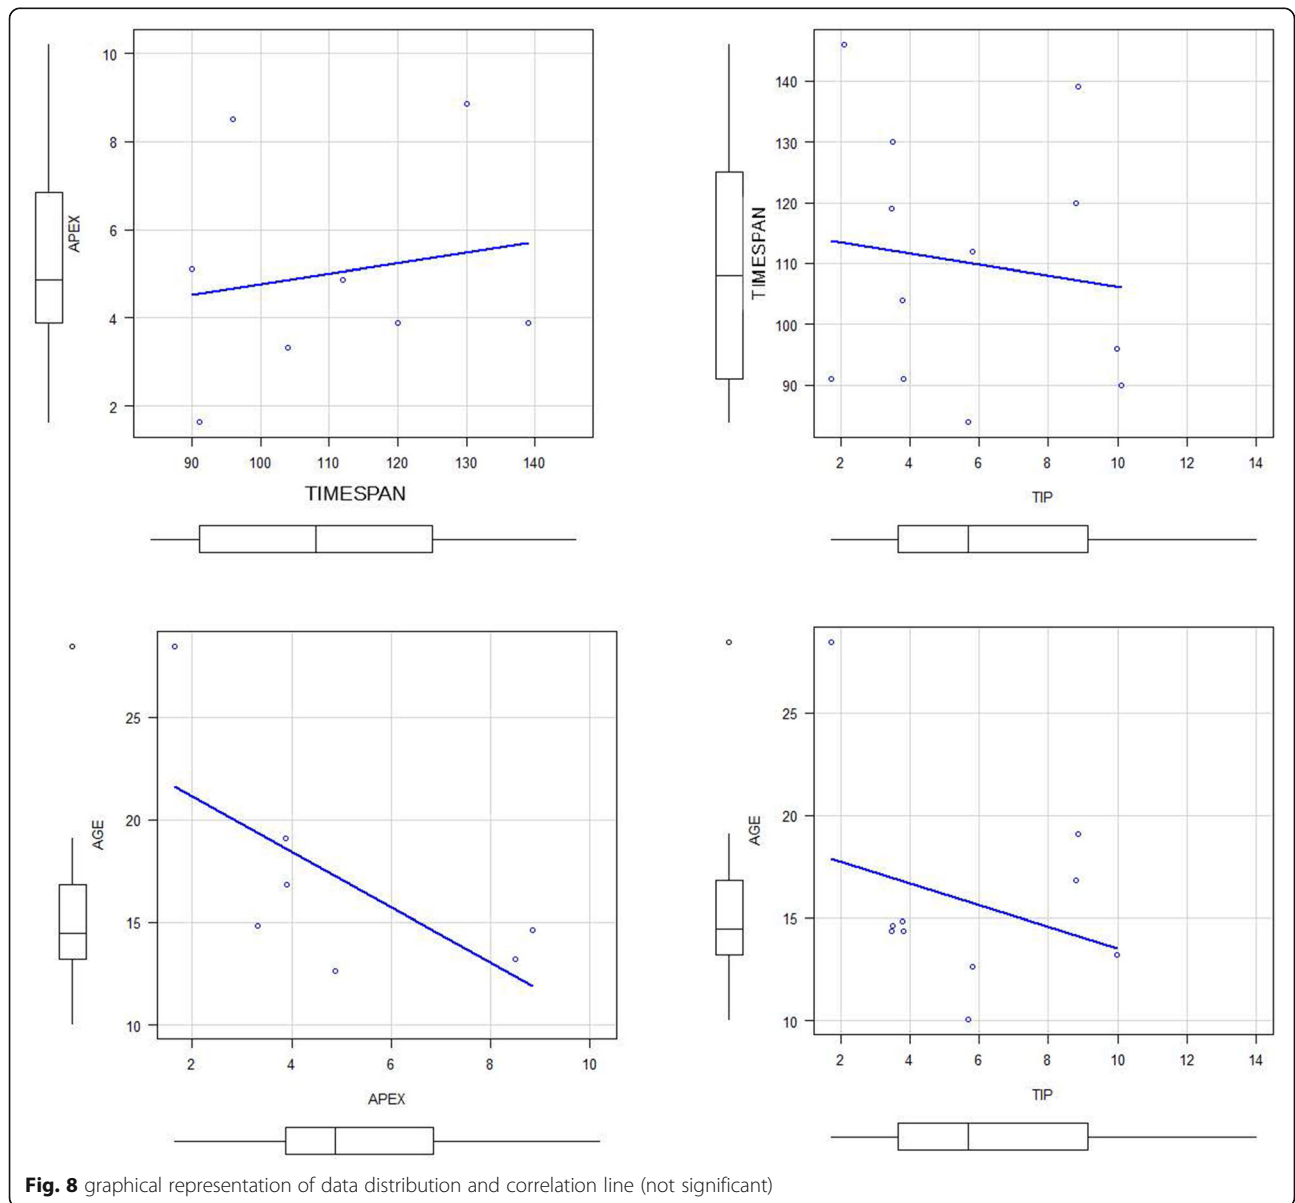 10
8
6
4
2
APEX
90 100 110 120 130 140
TIMESPAN
140
130
120
110
100
90
TIMESPAN
2 4 6 8 10 12 14
TIP
25
20
15
10
AGE
2 4 6 8 10
APEX
25
20
15
10
AGE
2 4 6 8 10 12 14
TIP
Fig. 8 graphical representation of data distribution and correlation line (not significant)